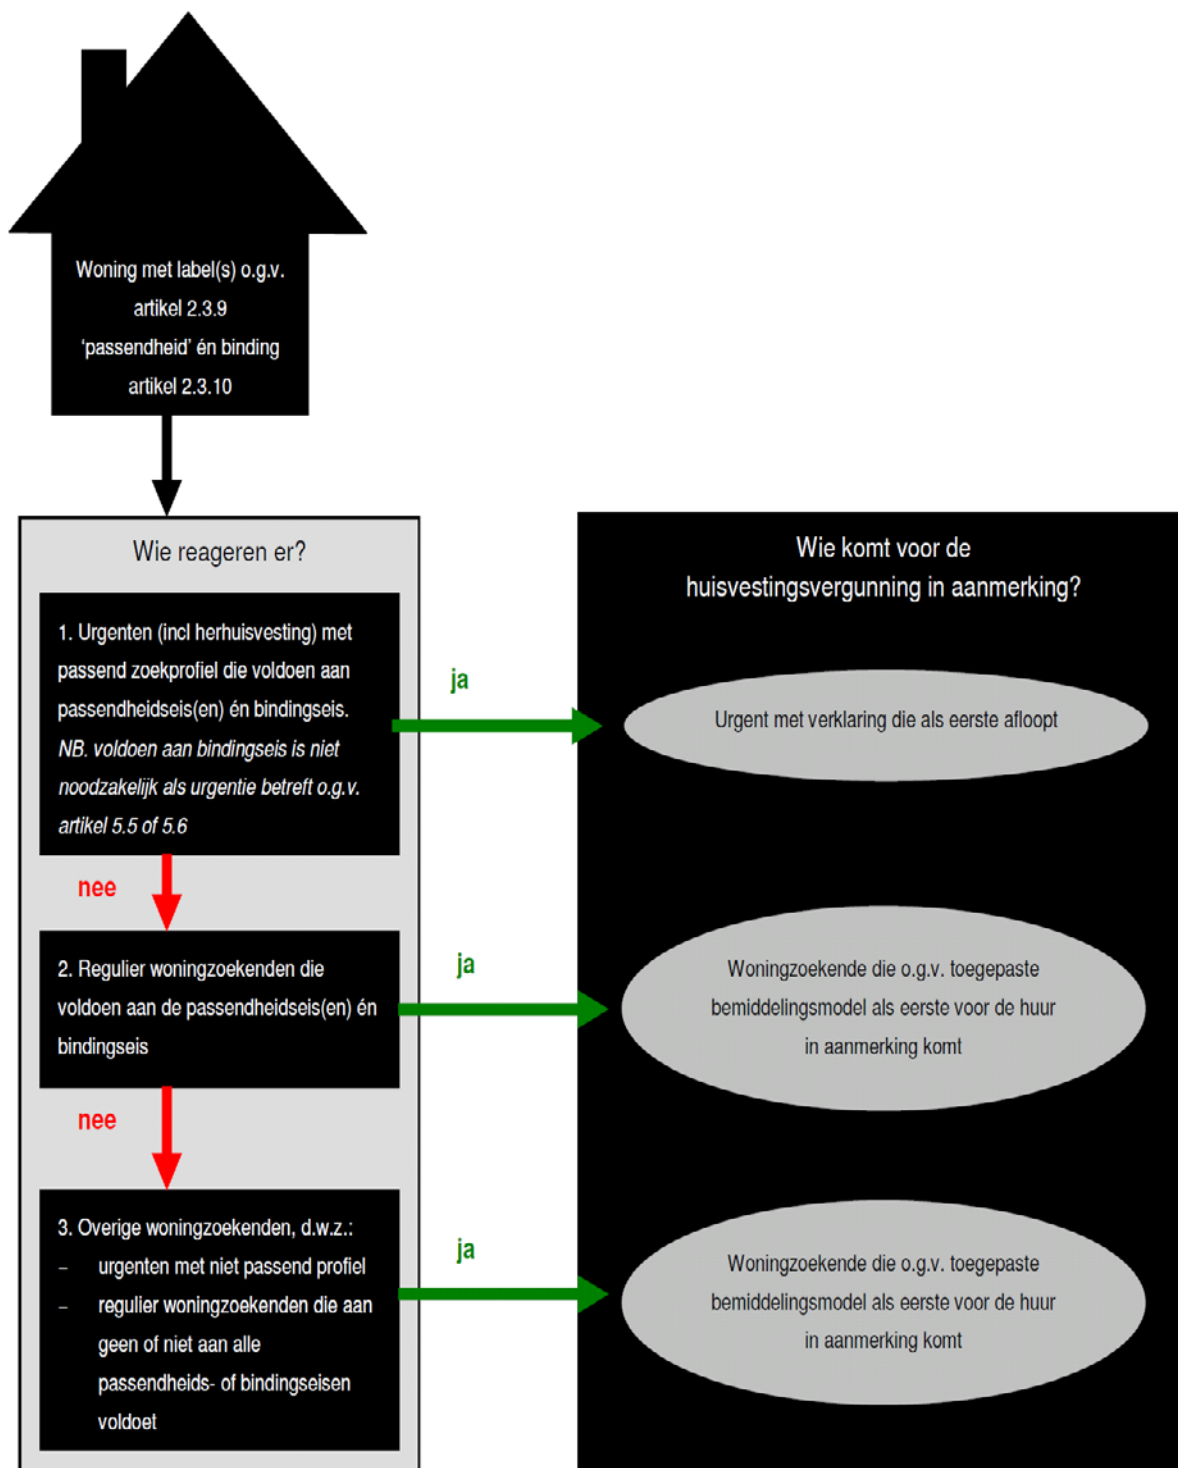 Woning met label(s) o.g.v.
artikel 2.3.9
‘passendheid’ én binding
artikel 2.3.10
Wie reageren er?
1. Urgenten (incl herhuisvesting) met
passend zoekprofiel die voldoen aan
passendheidseis(en) én bindingseis.
NB. voldoen aan bindingseis is niet
noodzakelijk als urgentie betreft o.g.v.
artikel 5.5 of 5.6
nee
2. Regulier woningzoekenden die
voldoen aan de passendheidseis(en) én
bindingseis
nee
3. Overige woningzoekenden, d.w.z.:
– urgenten met niet passend profiel
– regulier woningzoekenden die aan
geen of niet aan alle
passendheids- of bindingseisen
voldoet
ja
ja
ja
Wie komt voor de
huisvestingsvergunning in aanmerking?
Urgent met verklaring die als eerste afloopt
Woningzoekende die o.g.v. toegepaste
bemiddelingsmodel als eerste voor de huur
in aanmerking komt
Woningzoekende die o.g.v. toegepaste
bemiddelingsmodel als eerste voor de huur
in aanmerking komt